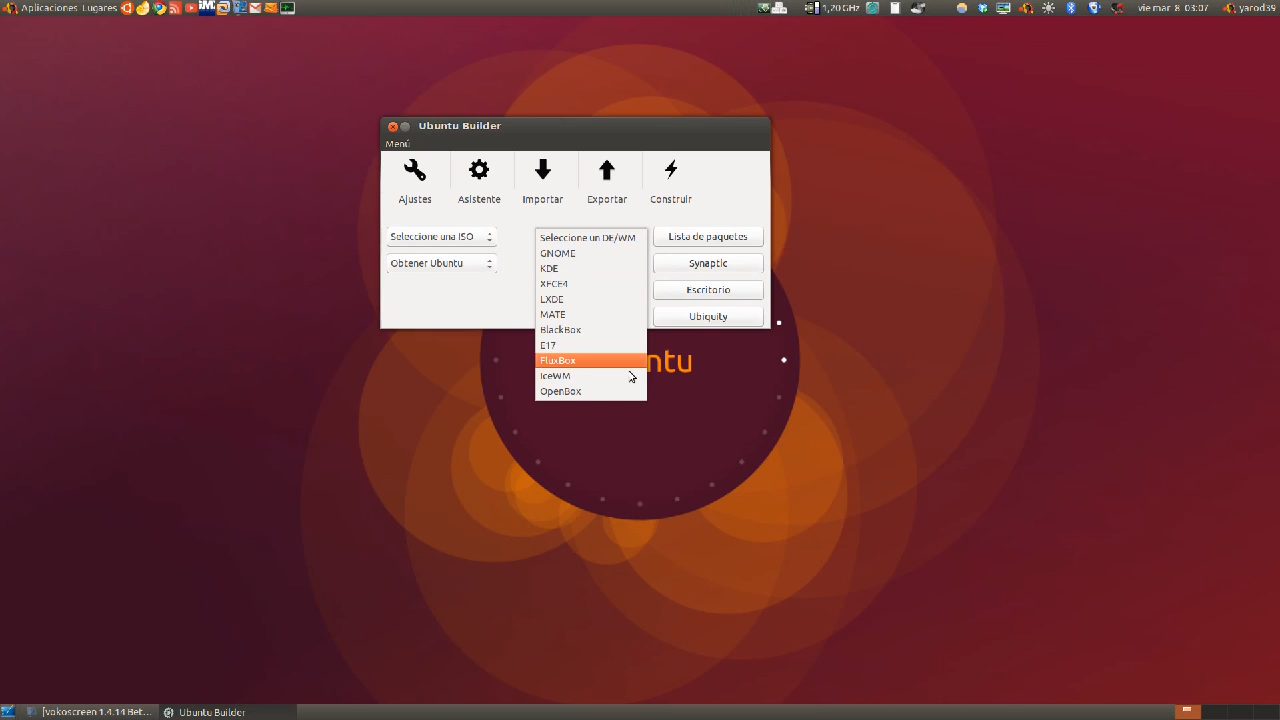 Aplicaciones Lugares
1,20 GHz
vie mar 8 03:07
yarod39
Ubuntu Builder
Menú
Ajustes
Asistente
Importar
Exportar
Construir
Seleccione una ISO
Obtener Ubuntu
Seleccione un DE/WM
GNOME
KDE
XFCE4
LXDE
MATE
BlackBox
E17
FluxBox
IceWM
OpenBox
Lista de paquetes
Synaptic
Escritorio
Ubiquity
ntu
[vokoscreen 1.4.14 Bet...
Ubuntu Builder